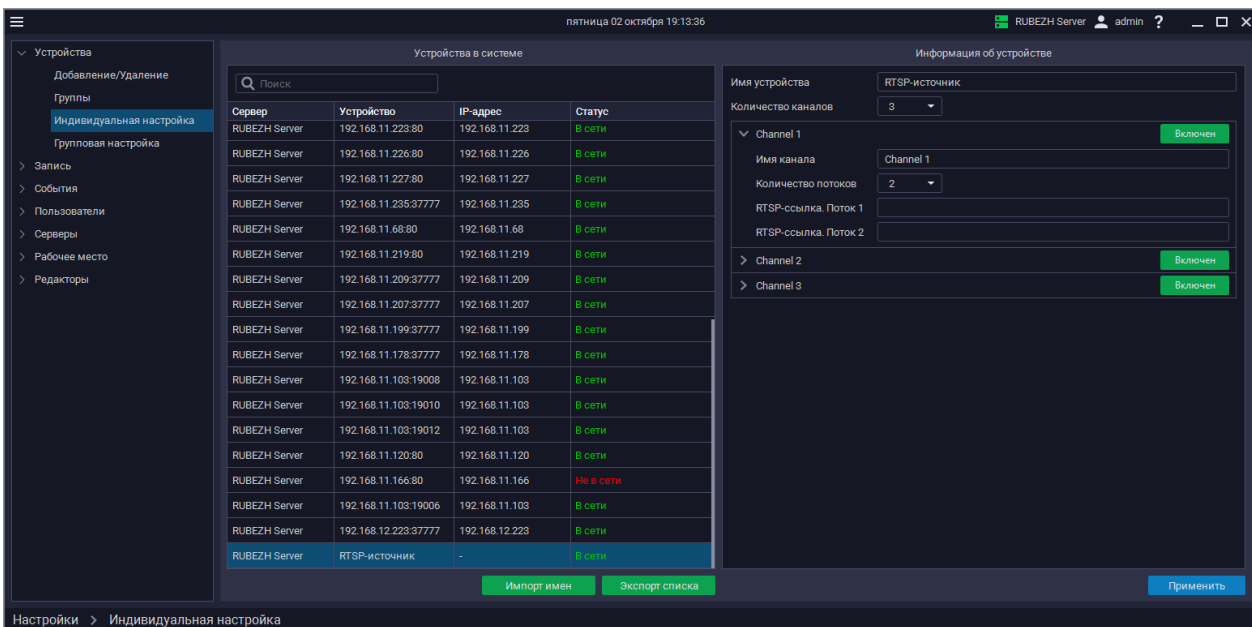 пятница 02 октября 19:13:36
RUBEZH Server admin ?
Устройства
Добавление/Удаление
Группы
Индивидуальная настройка
Групповая настройка
Запись
События
Пользователи
Серверы
Рабочее место
Редакторы
Устройства в системе
Поиск
Сервер Устройство IP-адрес Статус
RUBEZH Server 192.168.11.223:80 192.168.11.223 В сети
RUBEZH Server 192.168.11.226:80 192.168.11.226 В сети
RUBEZH Server 192.168.11.227:80 192.168.11.227 В сети
RUBEZH Server 192.168.11.235:37777 192.168.11.235 В сети
RUBEZH Server 192.168.11.68:80 192.168.11.68 В сети
RUBEZH Server 192.168.11.219:80 192.168.11.219 В сети
RUBEZH Server 192.168.11.209:37777 192.168.11.209 В сети
RUBEZH Server 192.168.11.207:37777 192.168.11.207 В сети
RUBEZH Server 192.168.11.199:37777 192.168.11.199 В сети
RUBEZH Server 192.168.11.178:37777 192.168.11.178 В сети
RUBEZH Server 192.168.11.103:19008 192.168.11.103 В сети
RUBEZH Server 192.168.11.103:19010 192.168.11.103 В сети
RUBEZH Server 192.168.11.103:19012 192.168.11.103 В сети
RUBEZH Server 192.168.11.120:80 192.168.11.120 В сети
RUBEZH Server 192.168.11.166:80 192.168.11.166 Не в сети
RUBEZH Server 192.168.11.103:19006 192.168.11.103 В сети
RUBEZH Server 192.168.12.223:37777 192.168.12.223 В сети
RUBEZH Server RTSP-источник - В сети
Импорт имен Экспорт списка
Информация об устройстве
Имя устройства RTSP-источник
Количество каналов 3
Channel 1 Включен
Имя канала Channel 1
Количество потоков 2
RTSP-ссылка. Поток 1
RTSP-ссылка. Поток 2
Channel 2 Включен
Channel 3 Включен
Применить
Настройки > Индивидуальная настройка